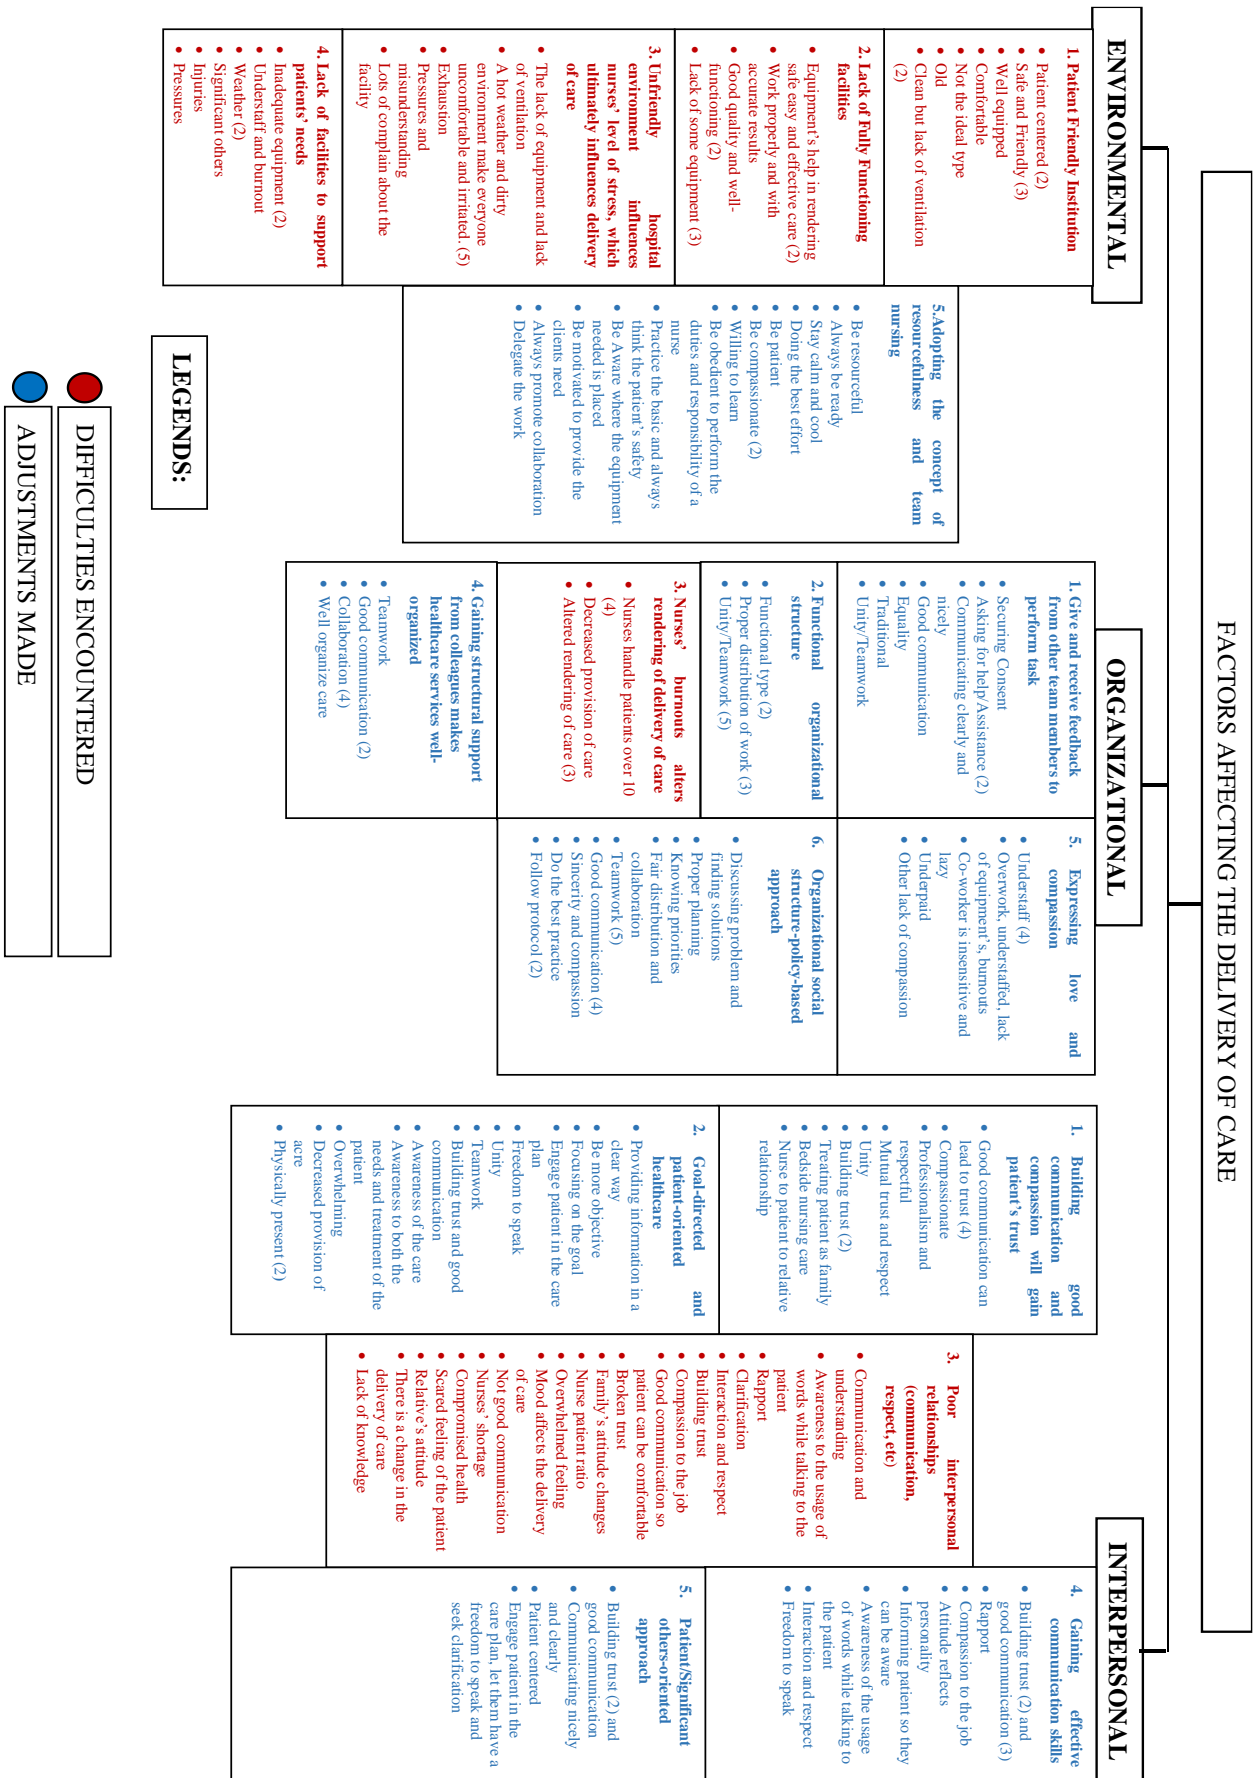 FACTORS AFFECTING THE DELIVERY OF CARE
ENVIRONMENTAL
1. Patient Friendly Institution
• Patient centered (2)
• Safe and Friendly (3)
• Well equipped
• Comfortable
• Not the ideal type
• Old
• Clean but lack of ventilation
(2)
2. Lack of Fully Functioning
facilities
• Equipment's help in rendering
safe easy and effective care (2)
• Work properly and with
accurate results
• Good quality and well-
functioning (2)
• Lack of some equipment (3)
3. Unfriendly hospital
environment influences
nurses' level of stress, which
ultimately influences delivery
of care
• The lack of equipment and lack
of ventilation
• A hot weather and dirty
environment make everyone
uncomfortable and irritated. (5)
• Exhaustion
• Pressures and
misunderstanding
• Lots of complain about the
facility
4. Lack of facilities to support
patients' needs
• Inadequate equipment (2)
• Understaff and burnout
• Weather (2)
• Significant others
• Injuries
• Pressures
5.Adopting the concept of
resourcefulness and team
nursing
• Be resourceful
• Always be ready
• Stay calm and cool
• Doing the best effort
• Be patient
• Be compassionate (2)
• Willing to learn
• Be obedient to perform the
duties and responsibility of a
nurse
• Practice the basic and always
think the patient's safety
• Be Aware where the equipment
needed is placed
• Be motivated to provide the
clients need
• Always promote collaboration
• Delegate the work
ORGANIZATIONAL
1. Give and receive feedback
from other team members to
perform task
• Securing Consent
• Asking for help/Assistance (2)
• Communicating clearly and
nicely
• Good communication
• Equality
• Traditional
• Unity/Teamwork
2. Functional organizational
structure
• Functional type (2)
• Proper distribution of work (3)
• Unity/Teamwork (5)
3. Nurses' burnouts alters
rendering of delivery of care
• Nurses handle patients over 10
(4)
• Decreased provision of care
• Altered rendering of care (3)
4. Gaining structural support
from colleagues makes
healthcare services well-
organized
• Teamwork
• Good communication (2)
• Collaboration (4)
• Well organize care
5. Expressing love and
compassion
• Understaff (4)
• Overwork, understaffed, lack
of equipment's, burnouts
• Co-worker is insensitive and
lazy
• Underpaid
• Other lack of compassion
6. Organizational social
structure-policy-based
approach
• Discussing problem and
finding solutions
• Proper planning
• Knowing priorities
• Fair distribution and
collaboration
• Teamwork (5)
• Good communication (4)
• Sincerity and compassion
• Do the best practice
• Follow protocol (2)
INTERPERSONAL
1. Building good
communication and
compassion will gain
patient's trust
• Good communication can
lead to trust (4)
• Compassionate
• Professionalism and
respectful
• Mutual trust and respect
• Unity
• Building trust (2)
• Treating patient as family
• Bedside nursing care
• Nurse to patient to relative
relationship
2. Goal-directed and
patient-oriented
healthcare
• Providing information in a
clear way
• Be more objective
• Focusing on the goal
• Engage patient in the care
plan
• Freedom to speak
• Unity
• Teamwork
• Building trust and good
communication
• Awareness of the care
• Awareness to both the
needs and treatment of the
patient
• Overwhelming
• Decreased provision of
acre
• Physically present (2)
3. Poor interpersonal
relationships
(communication,
respect, etc)
• Communication and
understanding
• Awareness to the usage of
words while talking to the
patient
• Rapport
• Clarification
• Interaction and respect
• Building trust
• Compassion to the job
• Good communication so
patient can be comfortable
• Broken trust
• Family's attitude changes
• Nurse patient ratio
• Overwhelmed feeling
• Mood affects the delivery
of care
• Not good communication
• Nurses' shortage
• Compromised health
• Scared feeling of the patient
• Relative's attitude
• There is a change in the
delivery of care
• Lack of knowledge
4. Gaining effective
communication skills
• Building trust (2) and
good communication (3)
• Rapport
• Compassion to the job
• Attitude reflects
personality
• Informing patient so they
can be aware
• Awareness of the usage
of words while talking to
the patient
• Interaction and respect
• Freedom to speak
5. Patient/Significant
others-oriented
approach
• Building trust (2) and
good communication
• Communicating nicely
and clearly
• Patient centered
• Engage patient in the
care plan, let them have a
freedom to speak and
seek clarification
LEGENDS:
DIFFICULTIES ENCOUNTERED
ADJUSTMENTS MADE